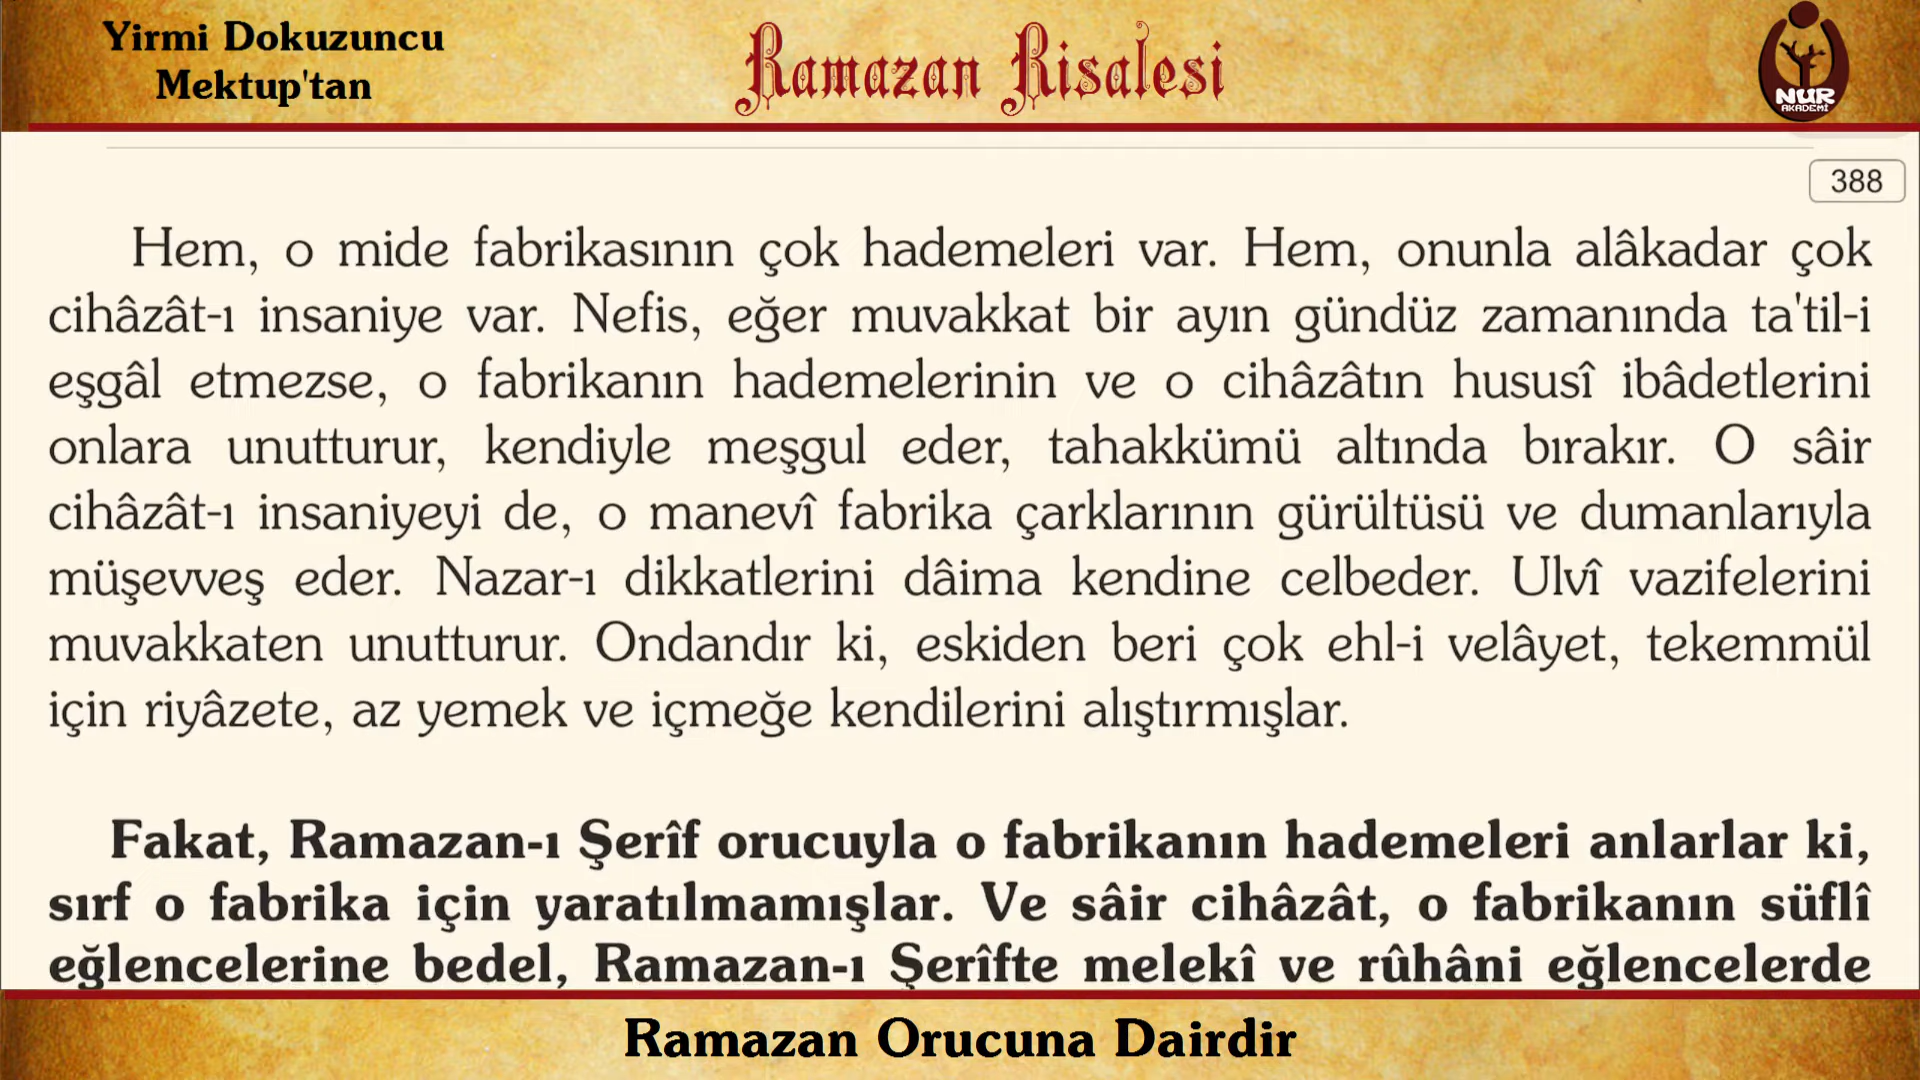 Yirmi Dokuzuncu
Mektup'tan
Ramazan Risalesi
NUR
AKADEMİ
388
Hem, o mide fabrikasının çok hademeleri var. Hem, onunla alâkadar çok
cihâzât-ı insaniye var. Nefis, eğer muvakkat bir ayın gündüz zamanında ta'til-i
eşgâl etmezse, o fabrikanın hademelerinin ve o cihâzâtın hususî ibâdetlerini
onlara unutturur, kendiyle meşgul eder, tahakkümü altında bırakır. O sâir
cihâzât-ı insaniyeyi de, o manevî fabrika çarklarının gürültüsü ve dumanlarıyla
müşevveş eder. Nazar-ı dikkatlerini dâima kendine celbeder. Ulvî vazifelerini
muvakkaten unutturur. Ondandır ki, eskiden beri çok ehl-i velâyet, tekemmül
için riyâzete, az yemek ve içmeğe kendilerini alıştırmışlar.
Fakat, Ramazan-ı Şerîf orucuyla o fabrikanın hademeleri anlarlar ki,
sırf o fabrika için yaratılmamışlar. Ve sâir cihâzât, o fabrikanın süflî
eğlencelerine bedel, Ramazan-ı Şerîfte melekî ve rûhâni eğlencelerde
Ramazan Orucuna Dairdir